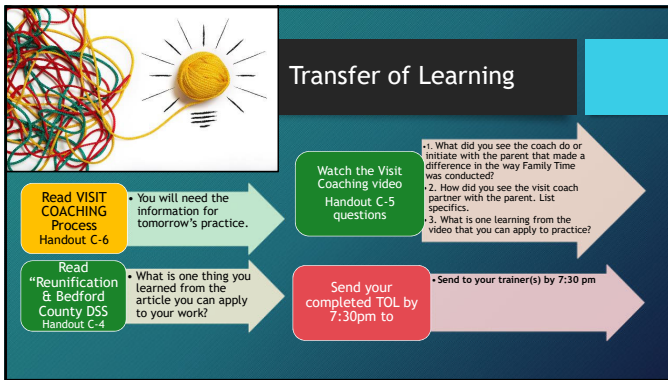 Transfer of Learning
Read VISIT
COACHING
Process
Handout C-6
• You will need the
information for
tomorrow's practice.
Read
“Reunification
& Bedford
County DSS
Handout C-4
• What is one thing you
learned from the
article you can apply
to your work?
Watch the Visit
Coaching video
Handout C-5
questions
•1. What did you see the coach do or
initiate with the parent that made a
difference in the way Family Time
was conducted?
•2. How did you see the visit coach
partner with the parent. List
specifics.
•3. What is one learning from the
video that you can apply to practice?
Send your
completed TOL by
7:30pm to
•Send to your trainer(s) by 7:30 pm